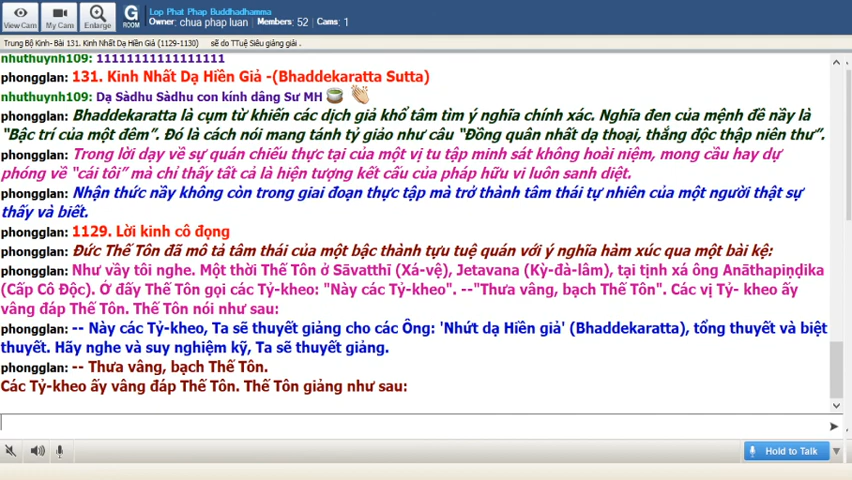 View Cam
My Cam
Enlarge
G
ROOM
Lop Phat Phap Buddhadhamma
Owner: chua phap luan Members: 52 Cams: 1
Trung Bộ Kinh- Bài 131. Kinh Nhất Dạ Hiền Giả (1129-1130) sẽ do TTuệ Siêu giảng giải .
nhuthuynh109: 11111111111111111
phongglan: 131. Kinh Nhất Dạ Hiền Giả -(Bhaddekaratta Sutta)
nhuthuynh109: Dạ Sàdhu Sàdhu con kính dâng Sư MH
phongglan: Bhaddekaratta là cụm từ khiến các dịch giả khổ tâm tìm ý nghĩa chính xác. Nghĩa đen của mệnh đề nầy là
“Bậc trí của một đêm”. Đó là cách nói mang tánh tỷ giáo như câu “Đồng quân nhất dạ thoại, thắng độc thập niên thư”.
phongglan: Trong lời dạy về sự quán chiếu thực tại của một vị tu tập minh sát không hoài niệm, mong cầu hay dự
phóng về “cái tôi” mà chỉ thấy tất cả là hiện tượng kết cấu của pháp hữu vi luôn sanh diệt.
phongglan: Nhận thức nầy không còn trong giai đoạn thực tập mà trở thành tâm thái tự nhiên của một người thật sự
thấy và biết.
phongglan: 1129. Lời kinh cô đọng
phongglan: Đức Thế Tôn đã mô tả tâm thái của một bậc thành tựu tuệ quán với ý nghĩa hàm xúc qua một bài kệ:
phongglan: Như vầy tôi nghe. Một thời Thế Tôn ở Sāvatthī (Xá-vệ), Jetavana (Kỳ-đà-lâm), tại tịnh xá ông Anāthapiṇḍika
(Cấp Cô Độc). Ở đấy Thế Tôn gọi các Tỷ-kheo: "Này các Tỷ-kheo". --"Thưa vâng, bạch Thế Tôn". Các vị Tỷ- kheo ấy
vâng đáp Thế Tôn. Thế Tôn nói như sau:
phongglan: -- Này các Tỷ-kheo, Ta sẽ thuyết giảng cho các Ông: 'Nhứt dạ Hiền giả' (Bhaddekaratta), tổng thuyết và biệt
thuyết. Hãy nghe và suy nghiệm kỹ, Ta sẽ thuyết giảng.
phongglan: -- Thưa vâng, bạch Thế Tôn.
Các Tỷ-kheo ấy vâng đáp Thế Tôn. Thế Tôn giảng như sau:
Hold to Talk